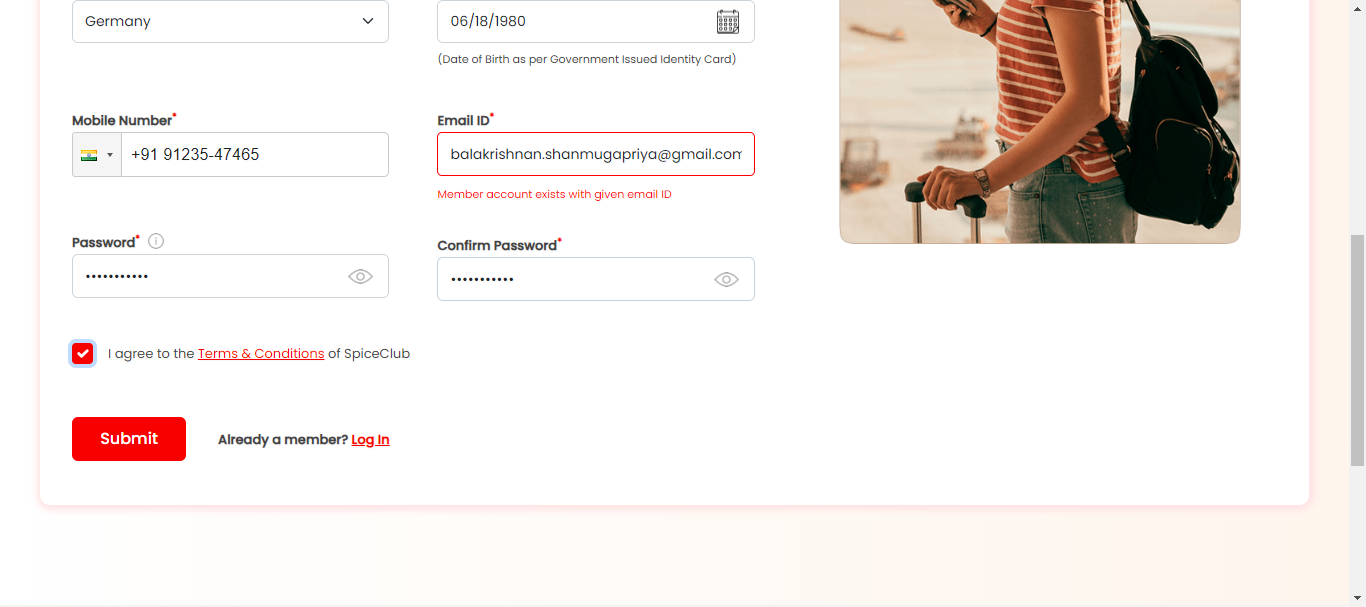 Germany
06/18/1980
(Date of Birth as per Government Issued Identity Card)
Mobile Number*
Email ID*
+91 91235-47465
balakrishnan.shanmugapriya@gmail.com
Member account exists with given email ID
Password*
Confirm Password*
•••••••••••
•••••••••••
I agree to the Terms & Conditions of SpiceClub
Submit
Already a member? Log In